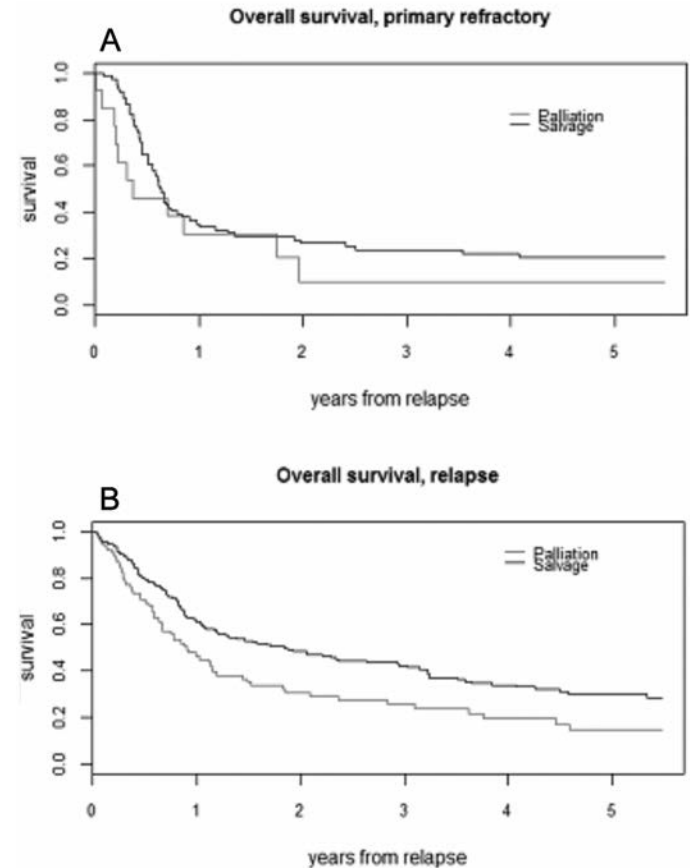 Overall survival, primary refractory
A
survival
1.0
0.8
0.6
0.4
0.2
0.0
Palliation
Salvage
0 1 2 3 4 5
years from relapse
Overall survival, relapse
B
survival
1.0
0.8
0.6
0.4
0.2
0.0
Palliation
Salvage
0 1 2 3 4 5
years from relapse